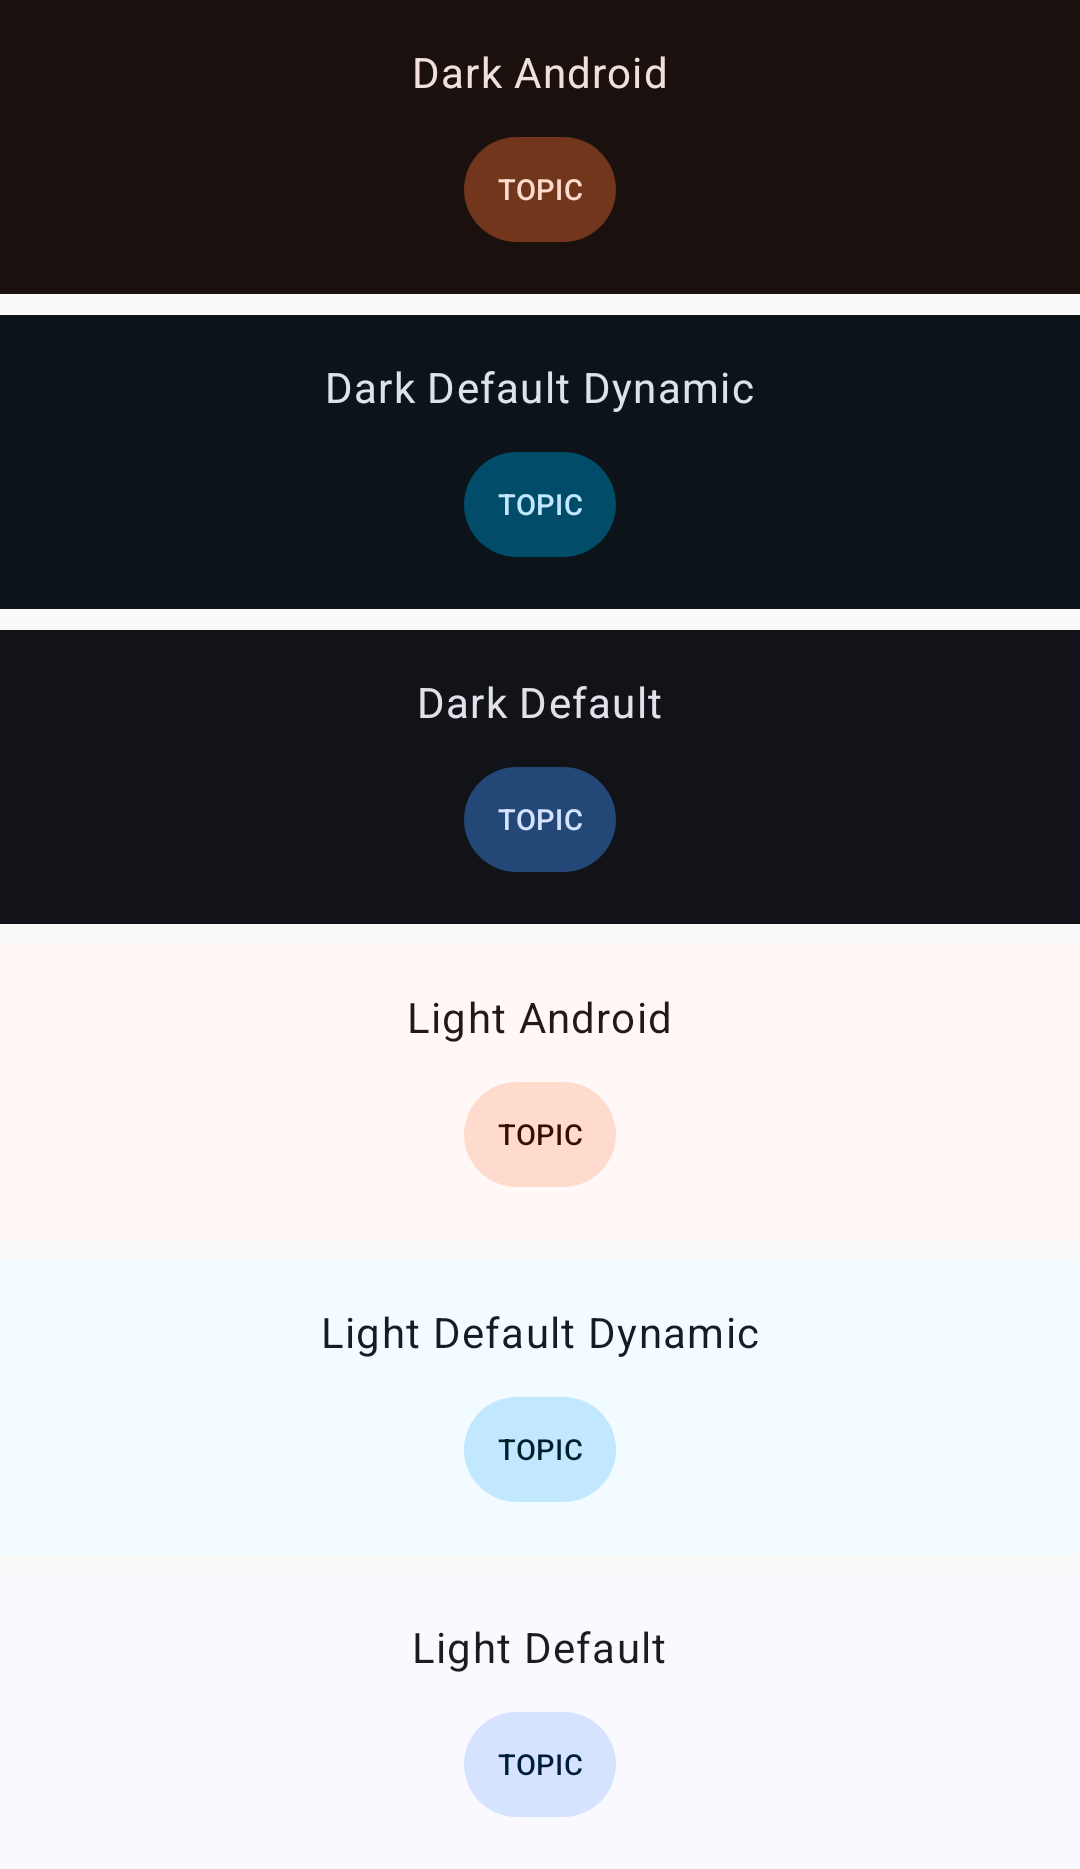 Dark Android
TOPIC
Dark Default Dynamic
TOPIC
Dark Default
TOPIC
Light Android
TOPIC
Light Default Dynamic
TOPIC
Light Default
TOPIC